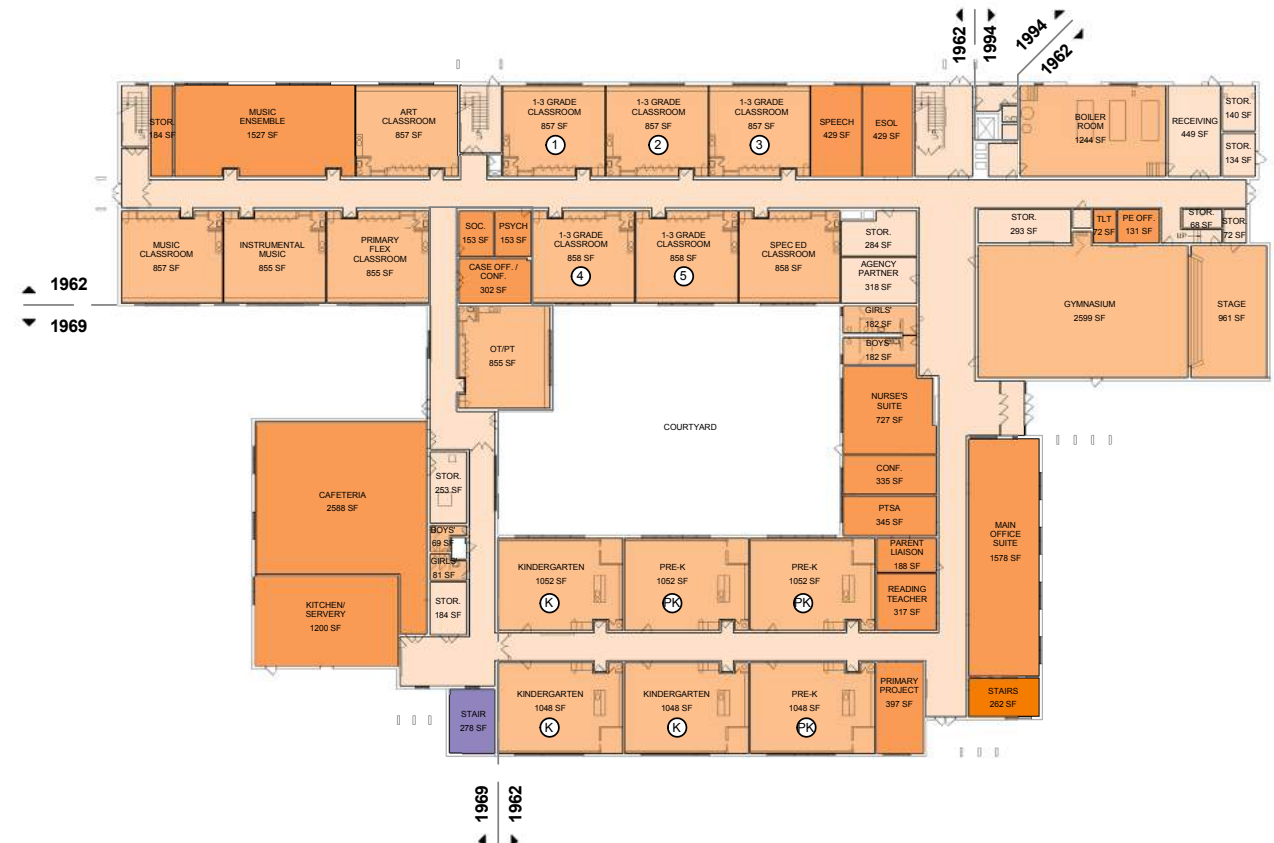 1962
1994
1994
1962
STOR.
184 SF
MUSIC
ENSEMBLE
1527 SF
ART
CLASSROOM
857 SF
1-3 GRADE
CLASSROOM
857 SF
1
1-3 GRADE
CLASSROOM
857 SF
2
1-3 GRADE
CLASSROOM
857 SF
3
SPEECH
429 SF
ESOL
429 SF
BOILER
ROOM
1244 SF
RECEIVING
449 SF
STOR.
140 SF
STOR.
134 SF
MUSIC
CLASSROOM
857 SF
INSTRUMENTAL
MUSIC
855 SF
PRIMARY
FLEX
CLASSROOM
855 SF
SOC.
153 SF
PSYCH
153 SF
CASE OFF. /
CONF.
302 SF
1-3 GRADE
CLASSROOM
858 SF
4
1-3 GRADE
CLASSROOM
858 SF
5
SPEC ED
CLASSROOM
858 SF
STOR.
284 SF
AGENCY
PARTNER
318 SF
STOR.
293 SF
TLT
72 SF
PE OFF.
131 SF
STOR.
68 SF
UP
STOR.
72 SF
1962
1969
GYMNASIUM
2599 SF
STAGE
961 SF
GIRLS'
182 SF
BOYS'
182 SF
OT/PT
855 SF
NURSE'S
SUITE
727 SF
COURTYARD
CONF.
335 SF
PTSA
345 SF
CAFETERIA
2588 SF
STOR.
253 SF
BOYS'
69 SF
GIRLS'
81 SF
STOR.
184 SF
KITCHEN/
SERVERY
1200 SF
MAIN
OFFICE
SUITE
1578 SF
KINDERGARTEN
1052 SF
K
PRE-K
1052 SF
PK
PRE-K
1052 SF
PK
PARENT
LIAISON
188 SF
READING
TEACHER
317 SF
STAIR
278 SF
KINDERGARTEN
1048 SF
K
KINDERGARTEN
1048 SF
K
PRE-K
1048 SF
PK
PRIMARY
PROJECT
397 SF
STAIRS
262 SF
1969
1962